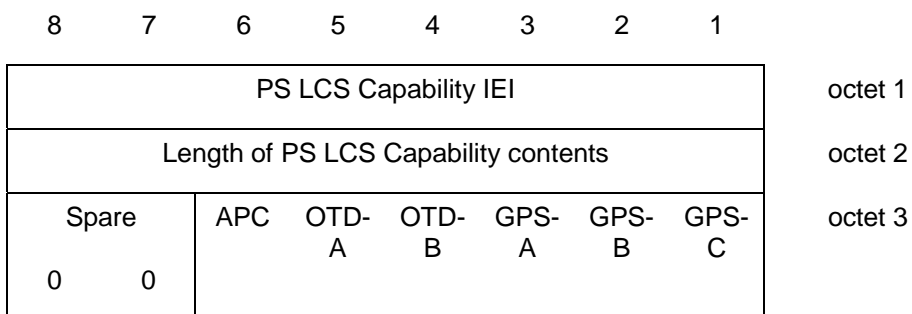 8 7 6 5 4 3 2 1
PS LCS Capability IEI octet 1
Length of PS LCS Capability contents octet 2
Spare APC OTD- OTD- GPS- GPS- GPS- octet 3
A B A B C
0 0